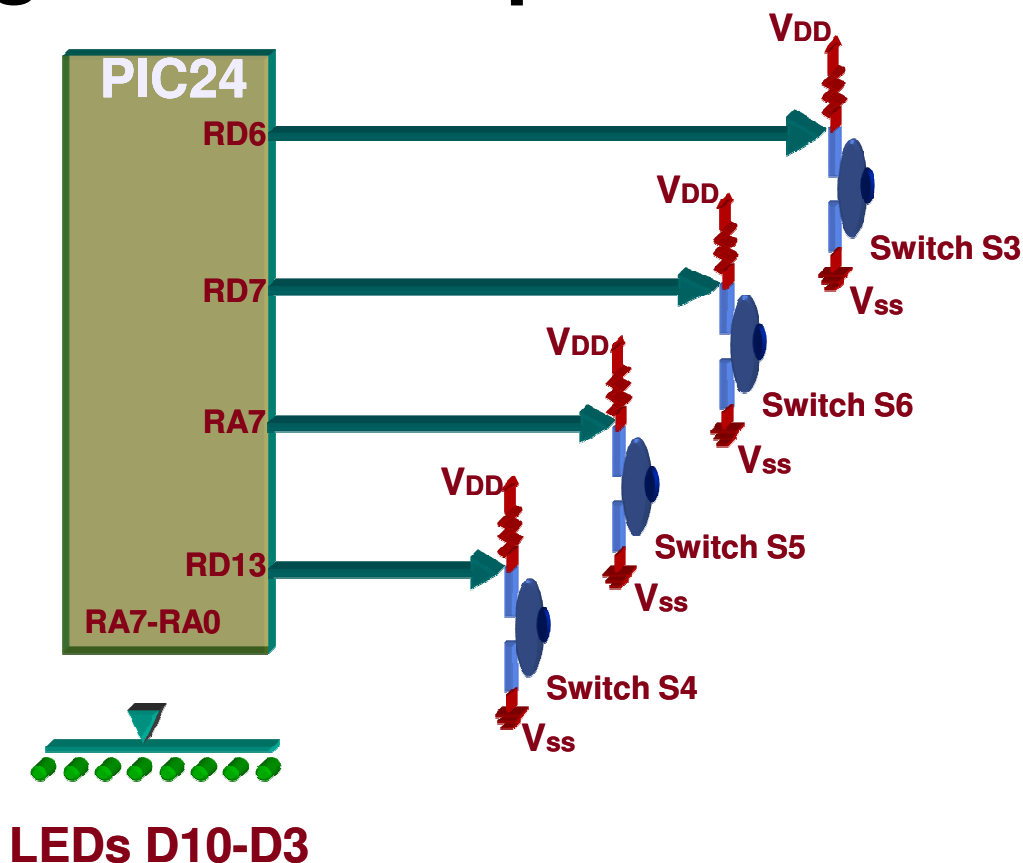 VDD
PIC24
RD6
VDD
Switch S3
RD7
Vss
VDD
Switch S6
RA7
Vss
VDD
Switch S5
RD13
Vss
RA7-RA0
Switch S4
Vss
LEDs D10-D3